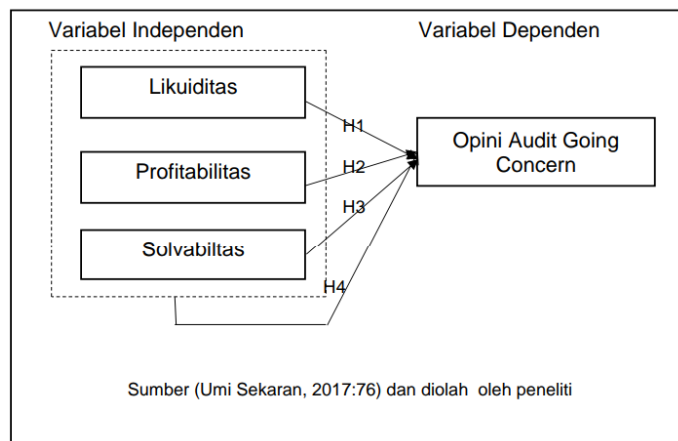 Variabel Independen
Variabel Dependen
Likuiditas
H1
Opini Audit Going
Concern
Profitabilitas
H2
H3
Solvabiltas
H4
Sumber (Umi Sekaran, 2017:76) dan diolah oleh peneliti